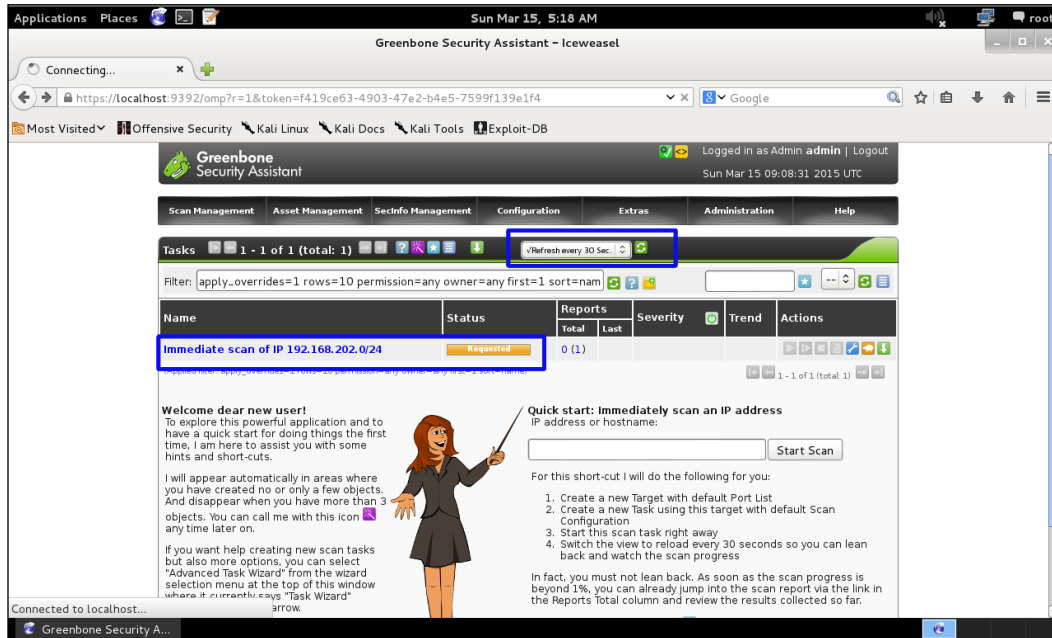 Applications Places Sun Mar 15, 5:18 AM root
Greenbone Security Assistant – Iceweasel
Connecting...
https://localhost:9392/omp?r=1&token=f419ce63-4903-47e2-b4e5-7599f139e1f4 Google
Most Visited Offensive Security Kali Linux Kali Docs Kali Tools Exploit-DB
Greenbone
Security Assistant
Logged in as Admin admin | Logout
Sun Mar 15 09:08:31 2015 UTC
Scan Management Asset Management SecInfo Management Configuration Extras Administration Help
Tasks 1 - 1 of 1 (total: 1) √Refresh every 30 Sec.
Filter: apply_overrides=1 rows=10 permission=any owner=any first=1 sort=nam --
Name Status Reports Severity Trend Actions
Total Last
Immediate scan of IP 192.168.202.0/24 Requested 0 (1)
(Applied filter: apply_overrides=1 rows=10 permission=any owner=any first=1 sort=name) 1 - 1 of 1 (total: 1)
Welcome dear new user!
To explore this powerful application and to
have a quick start for doing things the first
time, I am here to assist you with some
hints and short-cuts.
I will appear automatically in areas where
you have created no or only a few objects.
And disappear when you have more than 3
objects. You can call me with this icon
any time later on.
If you want help creating new scan tasks
but also more options, you can select
"Advanced Task Wizard" from the wizard
selection menu at the top of this window
where it currently says "Task Wizard"
arrow.
Quick start: Immediately scan an IP address
IP address or hostname:
Start Scan
For this short-cut I will do the following for you:
1. Create a new Target with default Port List
2. Create a new Task using this target with default Scan
Configuration
3. Start this scan task right away
4. Switch the view to reload every 30 seconds so you can lean
back and watch the scan progress
In fact, you must not lean back. As soon as the scan progress is
beyond 1%, you can already jump into the scan report via the link in
the Reports Total column and review the results collected so far.
Connected to localhost...
Greenbone Security A...